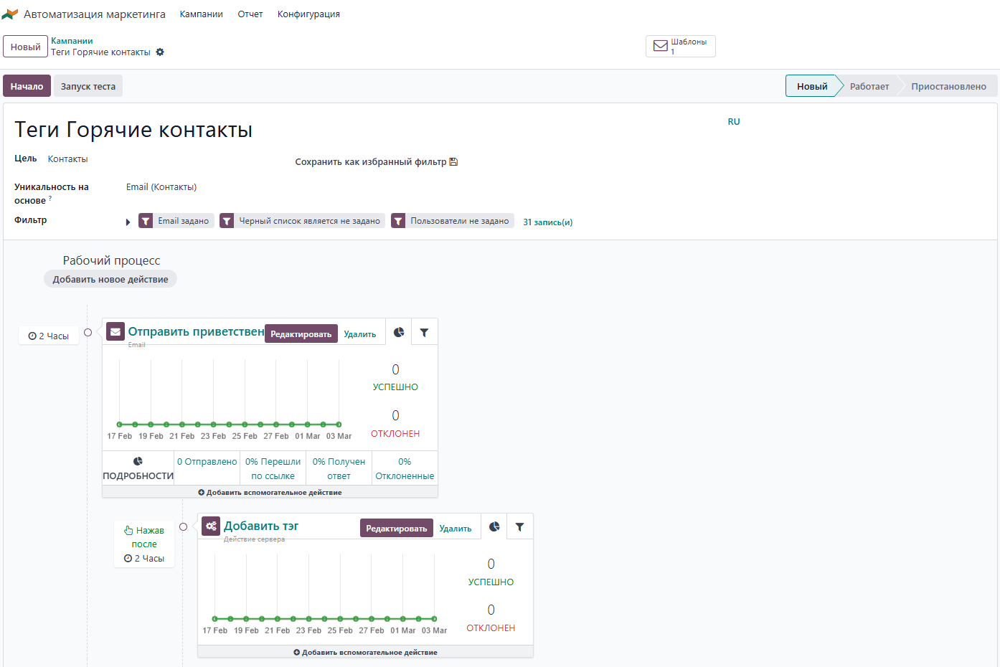 Автоматизация маркетинга Кампании Отчет Конфигурация
Новый
Кампании
Теги Горячие контакты
Шаблоны
1
Начало Запуск теста
Новый Работает Приостановлено
Теги Горячие контакты
RU
Цель Контакты
Сохранить как избранный фильтр
Уникальность на основе ?
Email (Контакты)
Фильтр
Email задано Черный список является не задано Пользователи не задано 31 запись(и)
Рабочий процесс
Добавить новое действие
2 Часы
Отправить приветствен Редактировать Удалить
Email
0
УСПЕШНО
0
ОТКЛОНЕН
17 Feb 19 Feb 21 Feb 23 Feb 25 Feb 27 Feb 01 Mar 03 Mar
ПОДРОБНОСТИ
0 Отправлено
0% Перешли по ссылке
0% Получен ответ
0% Отклоненные
Добавить вспомогательное действие
Нажав
после
2 Часы
Добавить тэг Редактировать Удалить
Действие сервера
0
УСПЕШНО
0
ОТКЛОНЕН
17 Feb 19 Feb 21 Feb 23 Feb 25 Feb 27 Feb 01 Mar 03 Mar
Добавить вспомогательное действие